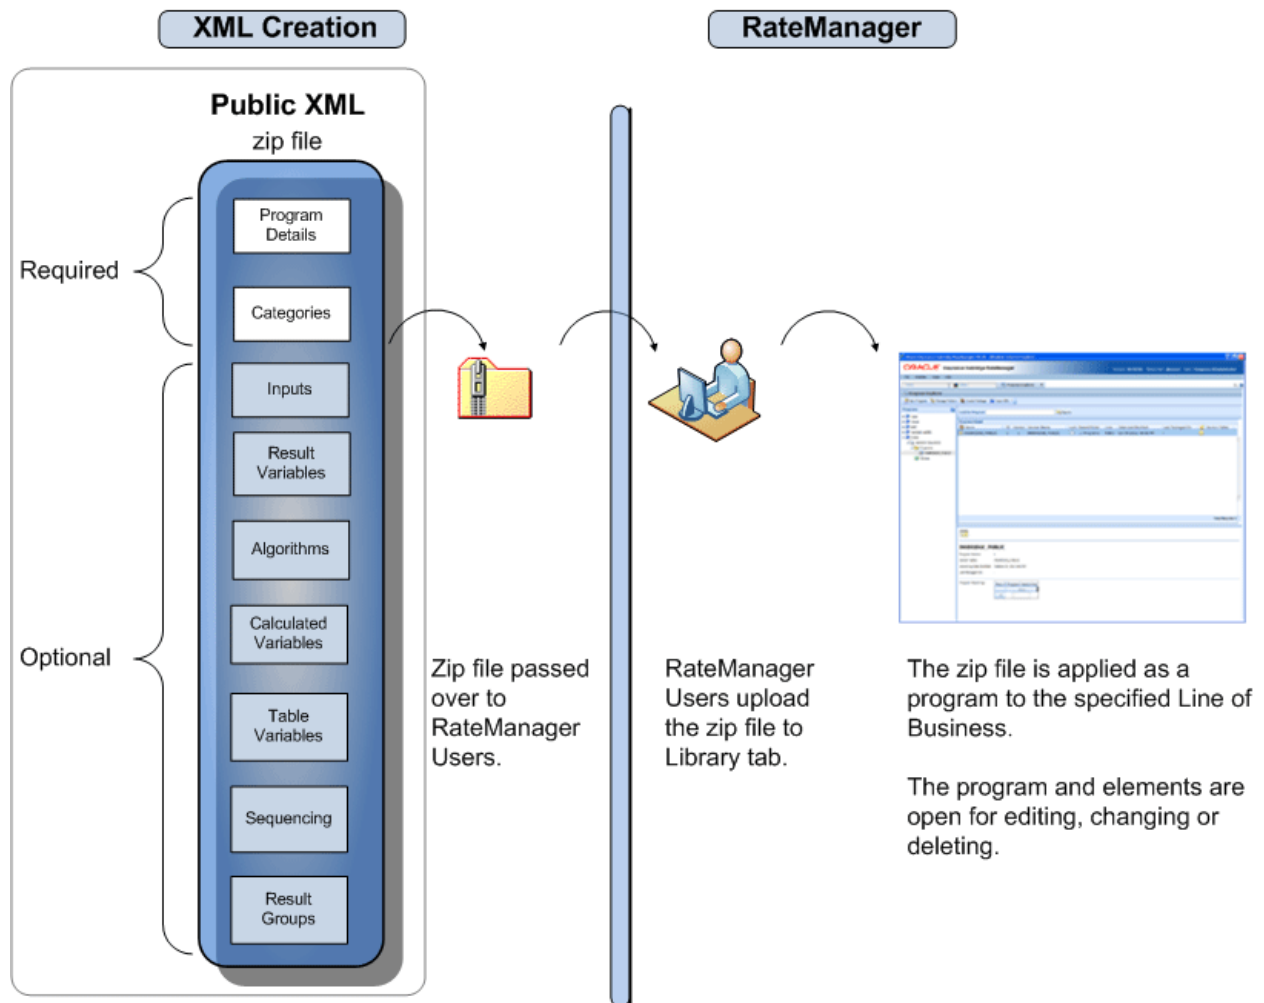 XML Creation
RateManager
Public XML
zip file
Required
Program
Details
Categories
Optional
Inputs
Result
Variables
Algorithms
Calculated
Variables
Table
Variables
Sequencing
Result
Groups
Zip file passed
over to
RateManager
Users.
RateManager
Users upload
the zip file to
Library tab.
ORACLE
The zip file is applied as a
program to the specified Line of
Business.
The program and elements are
open for editing, changing or
deleting.